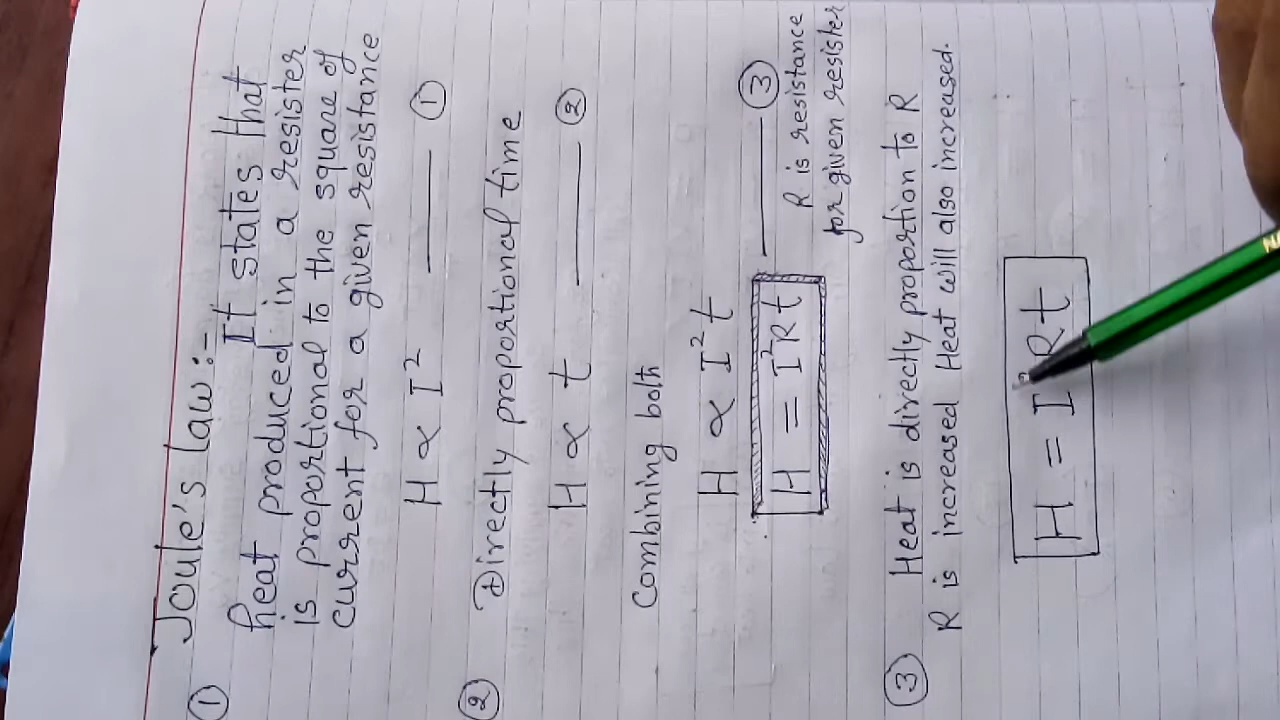 Joule's law:-
① It states that
heat produced in a resister
is proportional to the square of
current for a given resistance
H ∝ I² —— ①
② Directly proportional time
H ∝ t —— ②
Combining both
H ∝ I²t
H = I²Rt —— ③
R is resistance
for given resister
③ Heat is directly proportion to R
R is increased Heat will also increased.
H = I²Rt